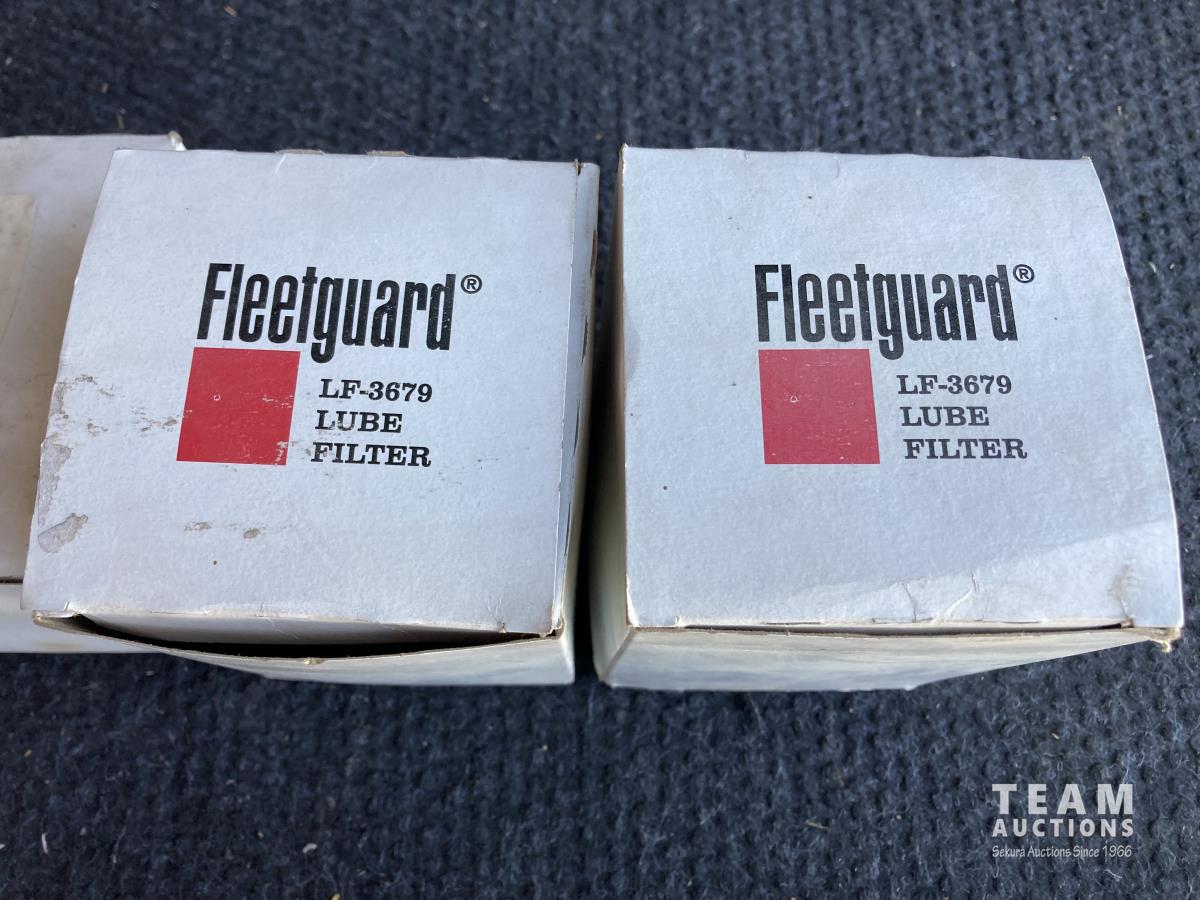 Fleetguard®
LF-3679
LUBE
FILTER
Fleetguard®
LF-3679
LUBE
FILTER
TEAM
AUCTIONS
Sekura Auctions Since 1966